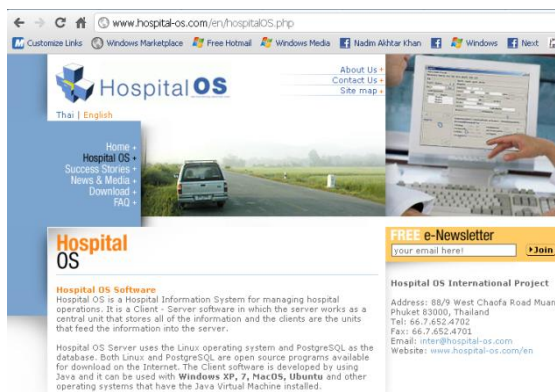 www.hospital-os.com/en/hospitalOS.php
Customize Links Windows Marketplace Free Hotmail Windows Media Nadim Akhtar Khan Windows Next
HospitalOS
About Us
Contact Us
Site map
Thai | English
Home
Hospital OS
Success Stories
News & Media
Download
FAQ
Hospital
OS
Hospital OS Software
Hospital OS is a Hospital Information System for managing hospital
operations. It is a Client - Server software in which the server works as a
central unit that stores all of the information and the clients are the units
that feed the information into the server.
Hospital OS Server uses the Linux operating system and PostgreSQL as the
database. Both Linux and PostgreSQL are open source programs available
for download on the Internet. The Client software is developed by using
Java and it can be used with Windows XP, 7, MacOS, Ubuntu and other
operating systems that have the Java Virtual Machine installed.
FREE e-Newsletter
your email here!
Join
Hospital OS International Project
Address: 88/9 West Chaofa Road Muan
Phuket 83000, Thailand
Tel: 66.7.652.4702
Fax: 66.7.652.4701
Email: inter@hospital-os.com
Website: www.hospital-os.com/en